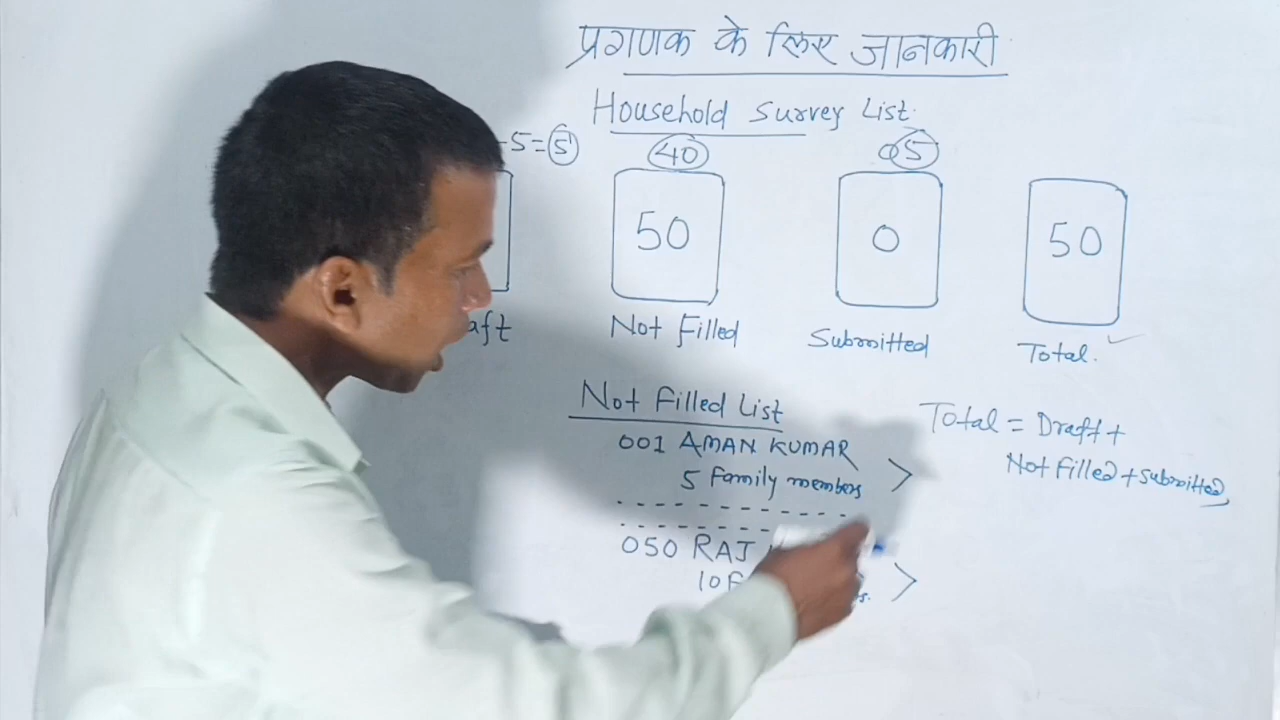 प्रगणक के लिए जानकारी
Household Survey List.
-5=5 40 05
50 0 50
Not Filled Submitted Total.
Not Filled List
001 AMAN KUMAR >
5 Family members
050 RAJ >
10
Total = Draft +
Not Filled + Submitted